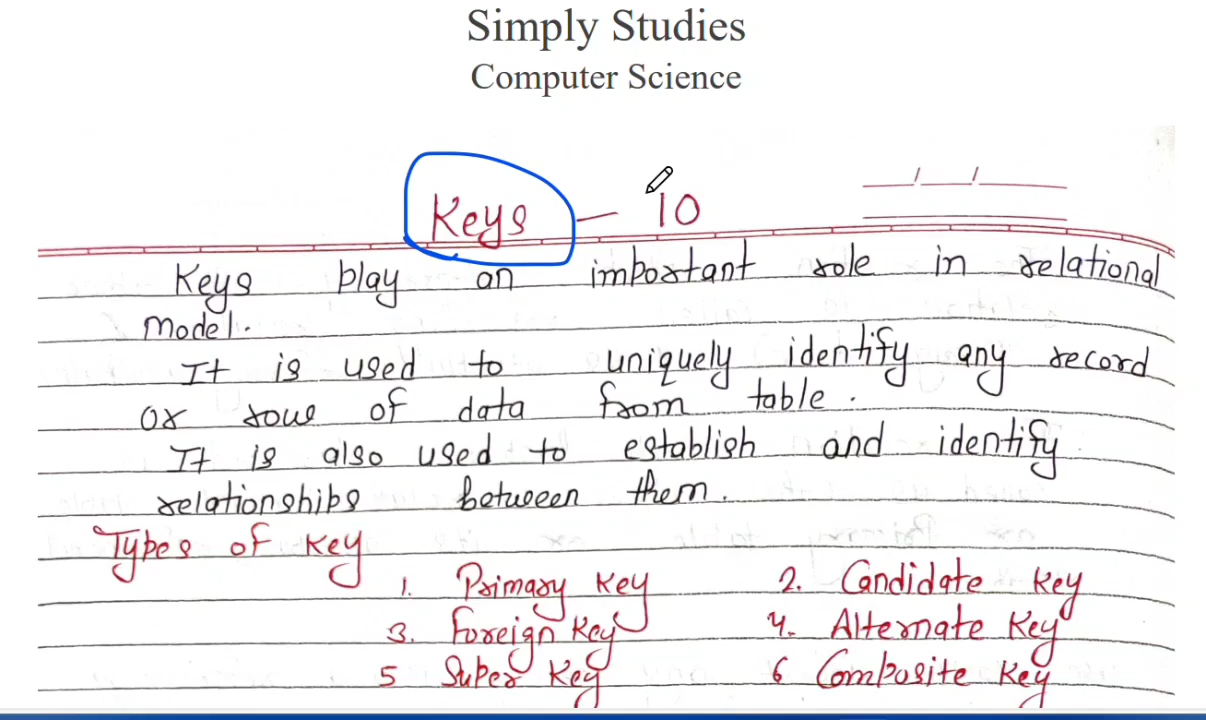 Simply Studies
Computer Science
Keys – 10
Keys play an important role in relational
model.
It is used to uniquely identify any record
or row of data from table.
It is also used to establish and identify
relationships between them.
Types of Key
1. Primary Key 2. Candidate Key
3. Foreign Key 4. Alternate Key
5 Super Key 6 Composite Key